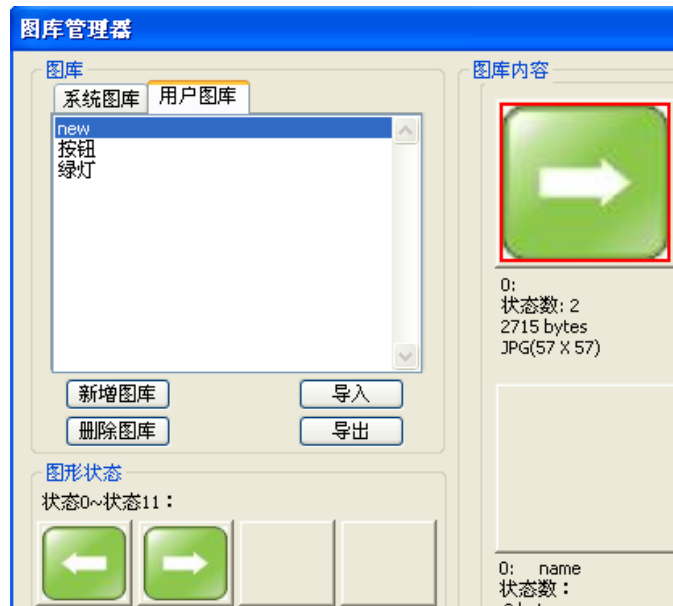 图库管理器
图库
系统图库 用户图库
new
按钮
绿灯
新增图库 导入
删除图库 导出
图形状态
状态0~状态11：
图库内容
0:
状态数: 2
2715 bytes
JPG(57 X 57)
0: name
状态数：